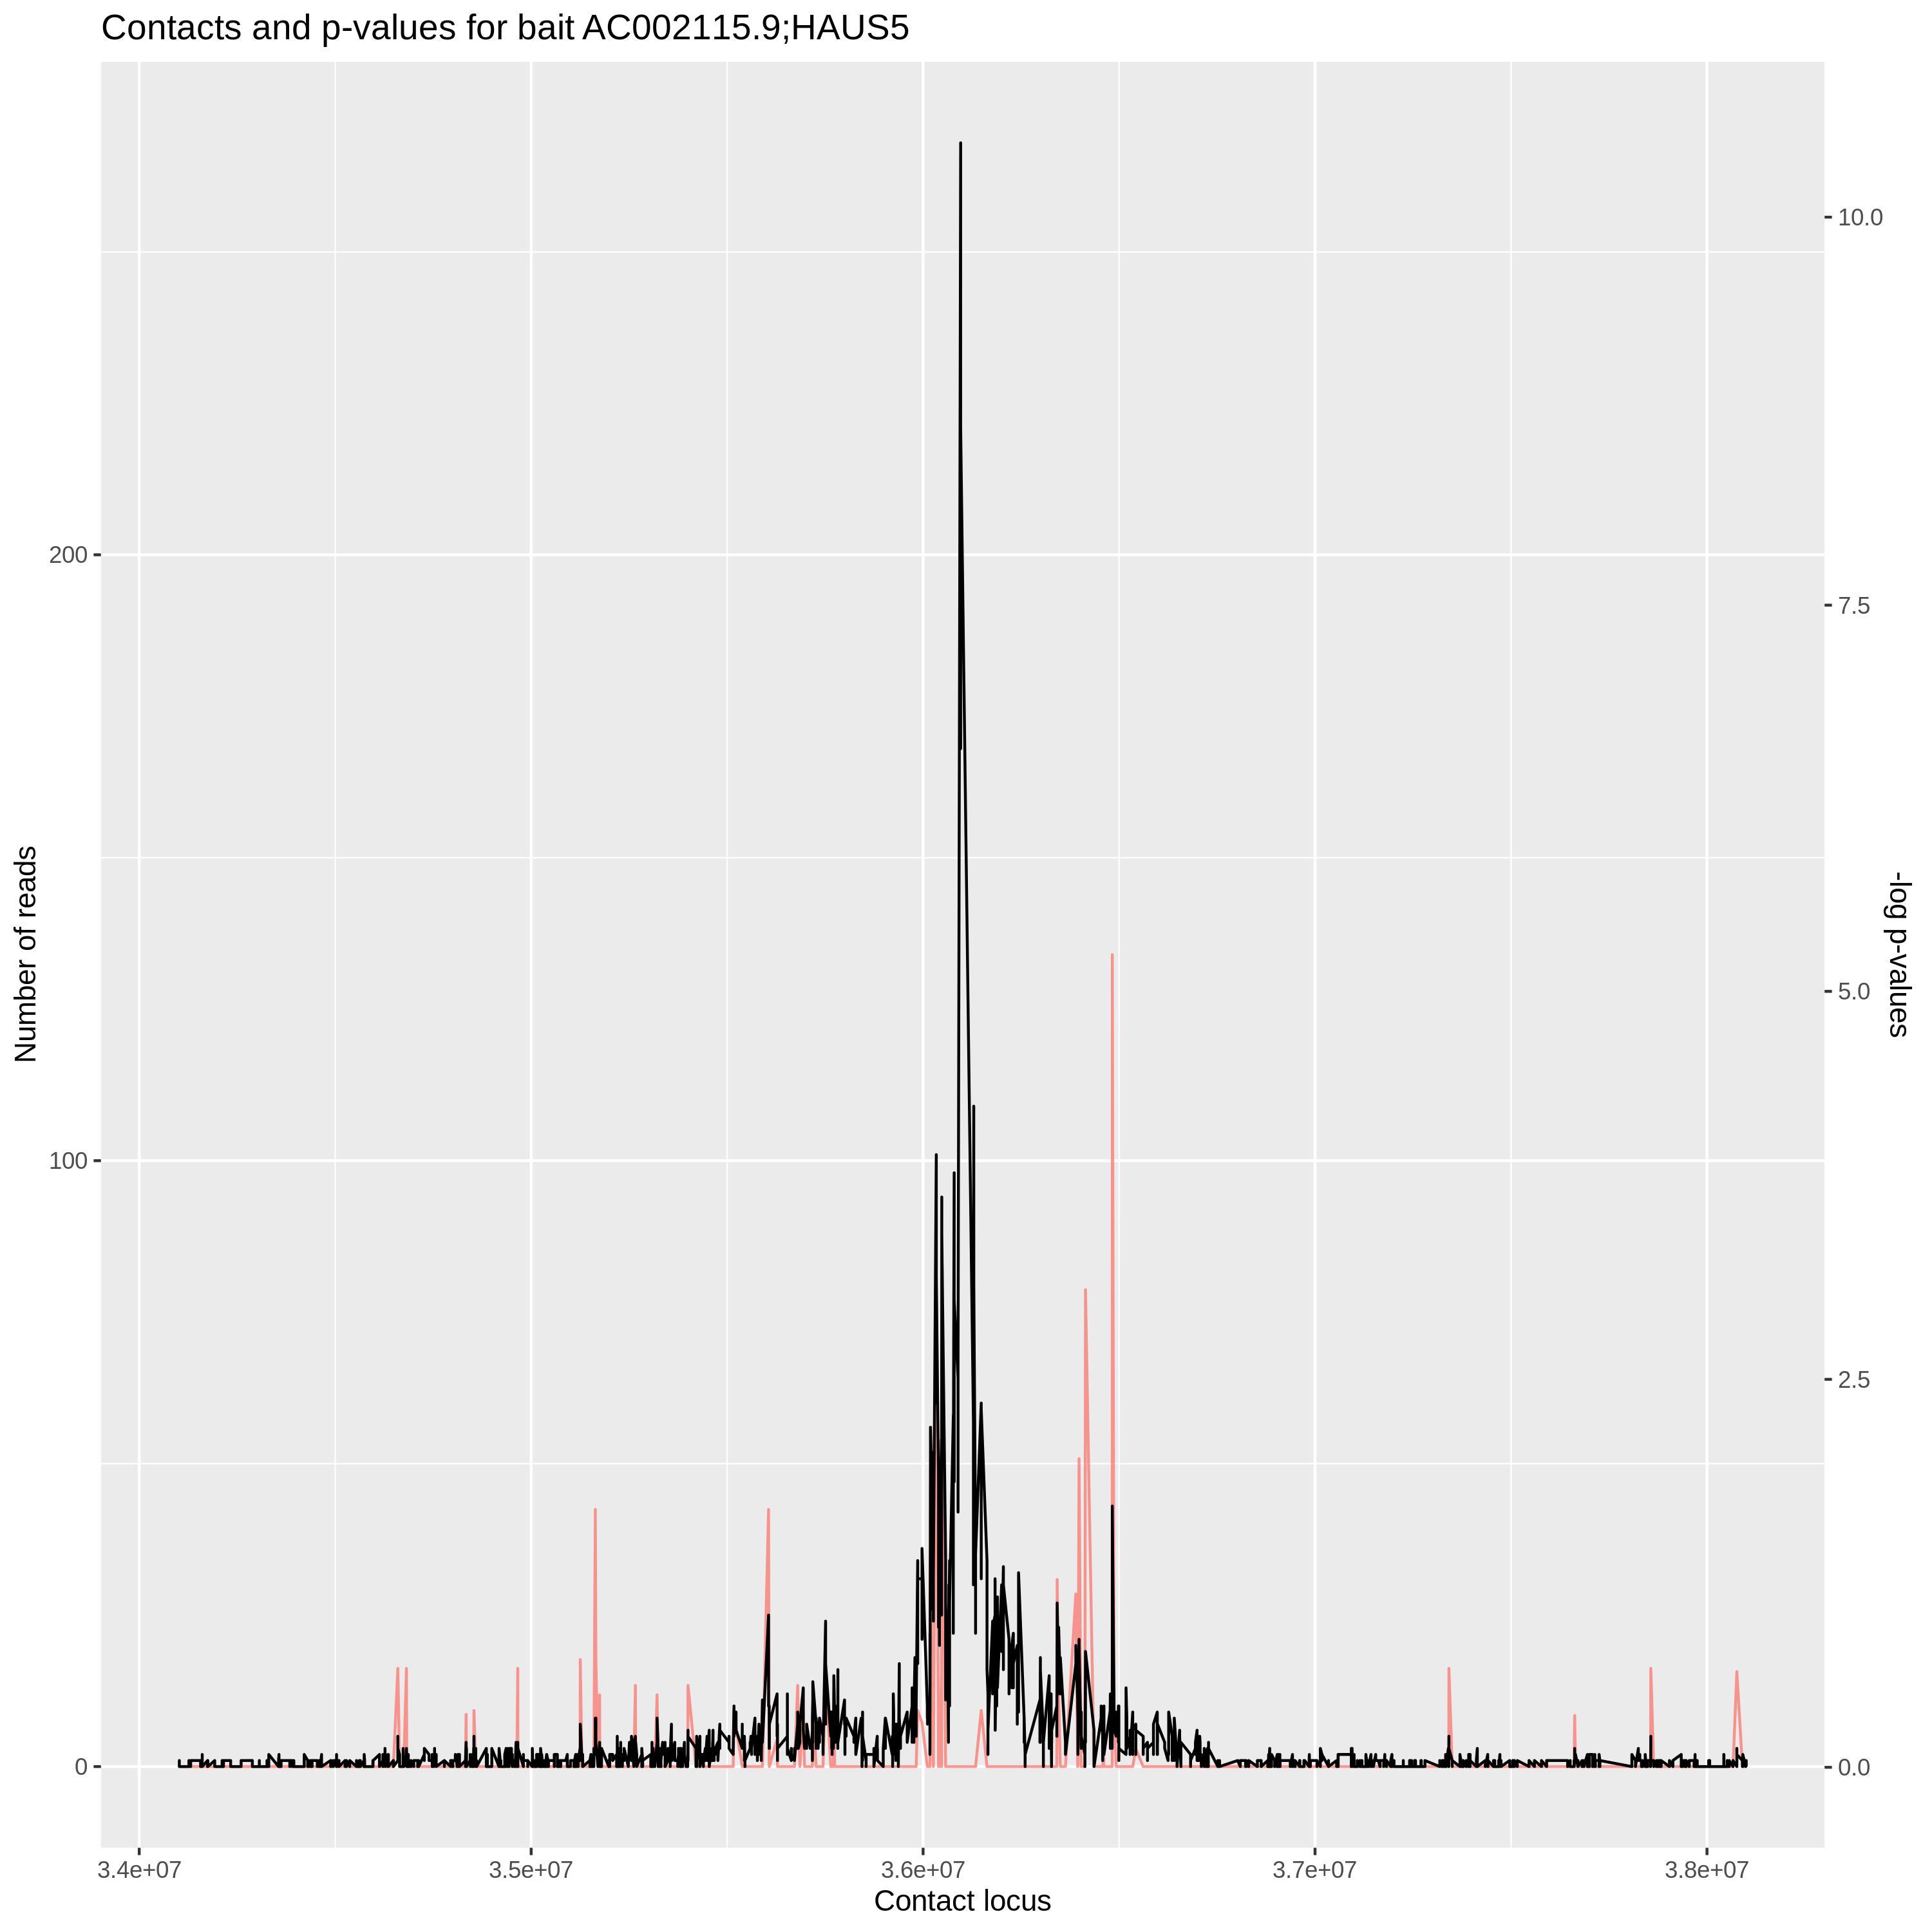 Contacts and p-values for bait AC002115.9;HAUS5
Number of reads
200
100
0
10.0
7.5
5.0
2.5
0.0
-log p-values
3.4e+07 3.5e+07 3.6e+07 3.7e+07 3.8e+07
Contact locus